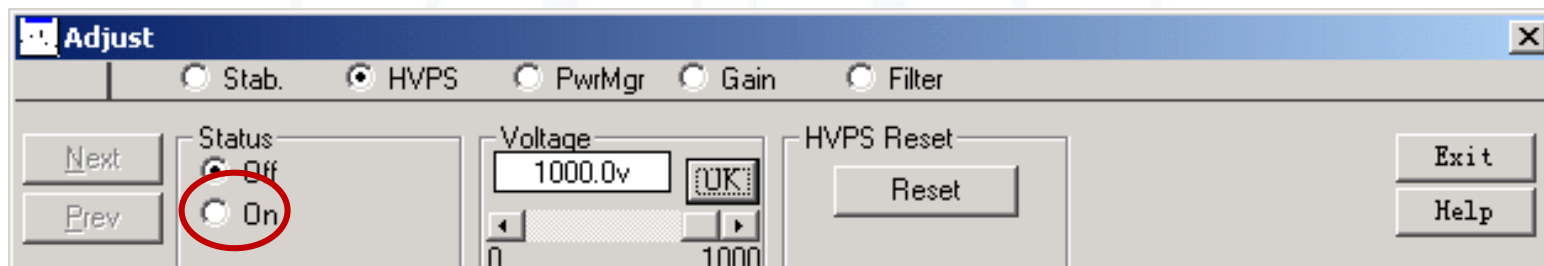 Adjust
Stab. HVPS PwrMgr Gain Filter
Status Voltage HVPS Reset
Next Off 1000.0v OK Reset Exit
Prev On Help
0 1000